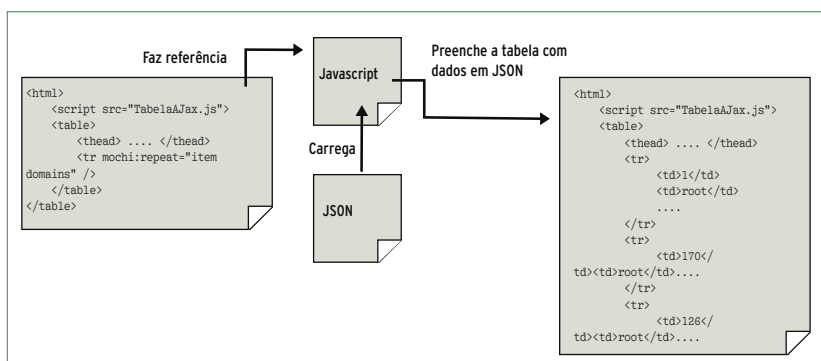 Faz referência
<html>
<script src="TabelaAJax.js">
<table>
<thead> .... </thead>
<tr mochi:repeat="item
domains" />
</table>
</table>
Javascript
Carrega
JSON
Preenche a tabela com
dados em JSON
<html>
<script src="TabelaAJax.js">
<table>
<thead> .... </thead>
<tr>
<td>1</td>
<td>root</td>
....
</tr>
<tr>
<td>170</
td><td>root</td>....
</tr>
<tr>
<td>126</
td><td>root</td>....